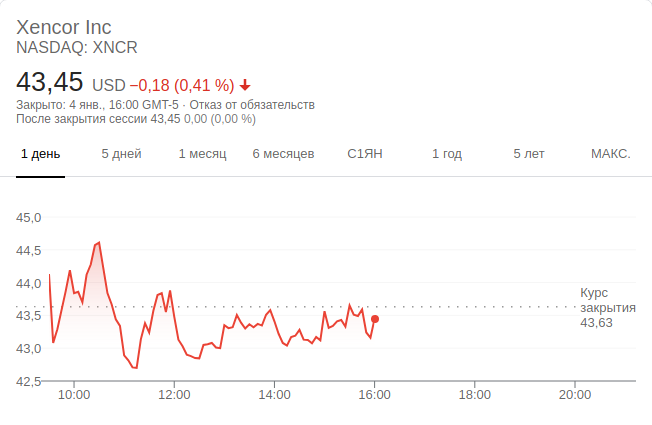 Xencor Inc
NASDAQ: XNCR
43,45 USD −0,18 (0,41 %)
Закрыто: 4 янв., 16:00 GMT-5 · Отказ от обязательств
После закрытия сессии 43,45 0,00 (0,00 %)
1 день 5 дней 1 месяц 6 месяцев С1ЯН 1 год 5 лет МАКС.
45,0
44,5
44,0
43,5
43,0
42,5
Курс
закрытия
43,63
10:00 12:00 14:00 16:00 18:00 20:00